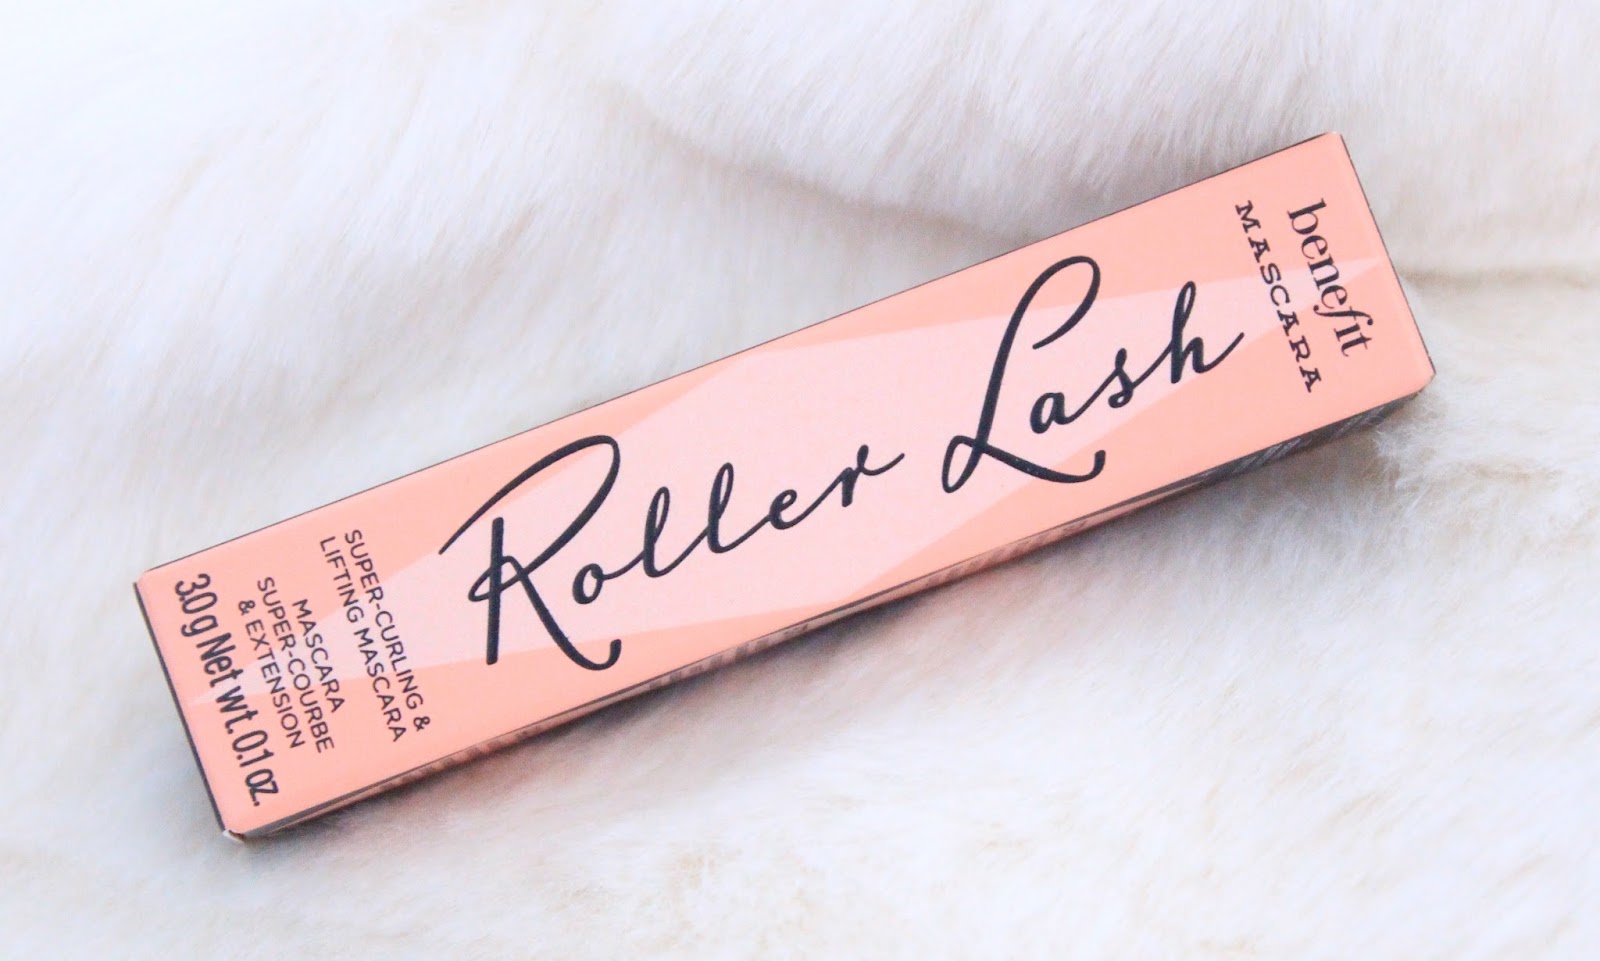 benefit
MASCARA
Roller Lash
SUPER-CURLING &
LIFTING MASCARA
MASCARA
SUPER-COURBE
& EXTENSION
3.0 g Net wt. 0.1 oz.